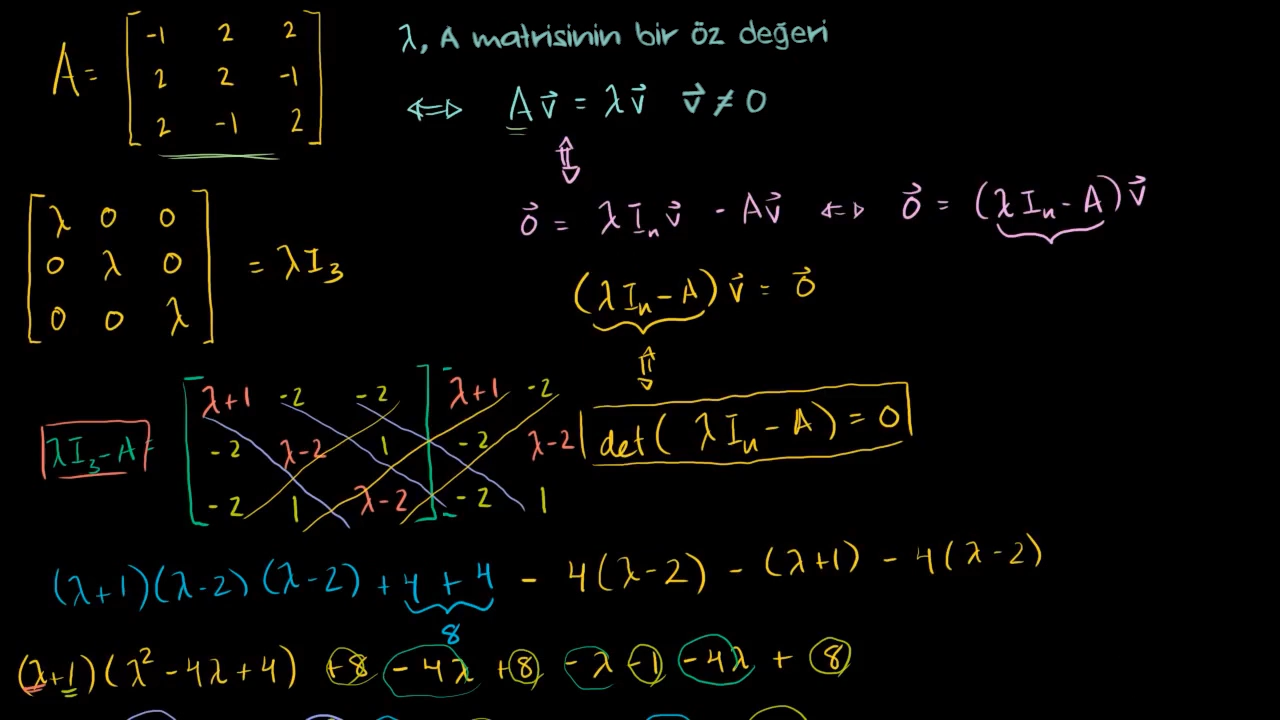 A = [ -1 2 2
2 2 -1
2 -1 2 ]
λ, A matrisinin bir öz değeri
⇔ A v⃗ = λ v⃗ v⃗ ≠ 0
⇕
0⃗ = λ Iₙ v⃗ - A v⃗ ⇔ 0⃗ = (λ Iₙ - A) v⃗
[ λ 0 0
0 λ 0
0 0 λ ] = λ I₃
(λ Iₙ - A) v⃗ = 0⃗
⇕
det( λ Iₙ - A) = 0
λ I₃ - A = [ λ+1 -2 -2 ] λ+1 -2
-2 λ-2 1 -2 λ-2
-2 1 λ-2 -2 1
(λ+1)(λ-2)(λ-2) + 4 + 4 - 4(λ-2) - (λ+1) - 4(λ-2)
8
(λ+1)(λ² - 4λ + 4) +8 - 4λ +8 - λ - 1 - 4λ + 8